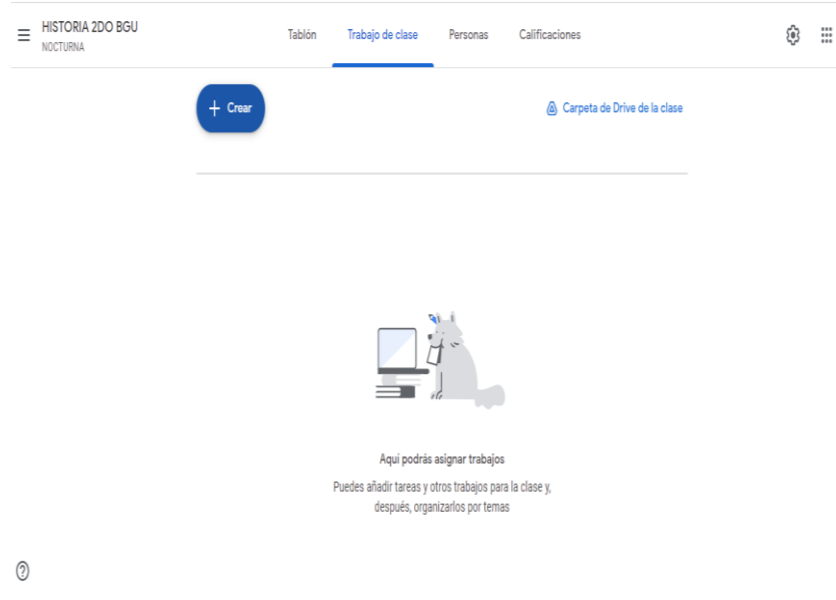 HISTORIA 2DO BGU
NOCTURNA
Tablón
Trabajo de clase
Personas
Calificaciones
Crear
Carpeta de Drive de la clase
Aquí podrás asignar trabajos
Puedes añadir tareas y otros trabajos para la clase y,
después, organizarlos por temas